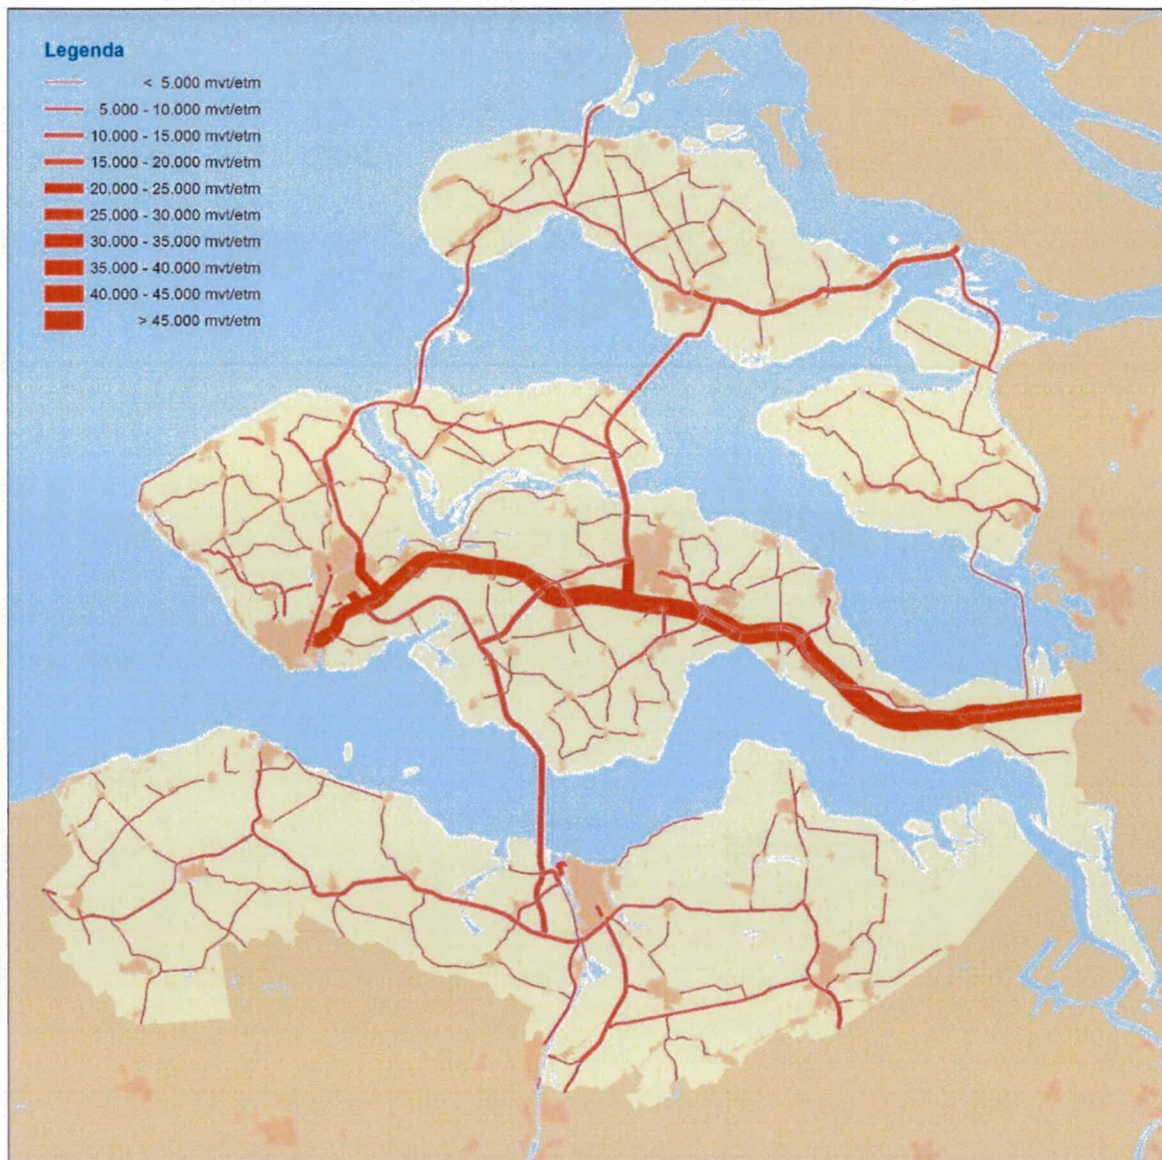 Legenda
< 5.000 mvt/etm
5.000 - 10.000 mvt/etm
10.000 - 15.000 mvt/etm
15.000 - 20.000 mvt/etm
20.000 - 25.000 mvt/etm
25.000 - 30.000 mvt/etm
30.000 - 35.000 mvt/etm
35.000 - 40.000 mvt/etm
40.000 - 45.000 mvt/etm
> 45.000 mvt/etm